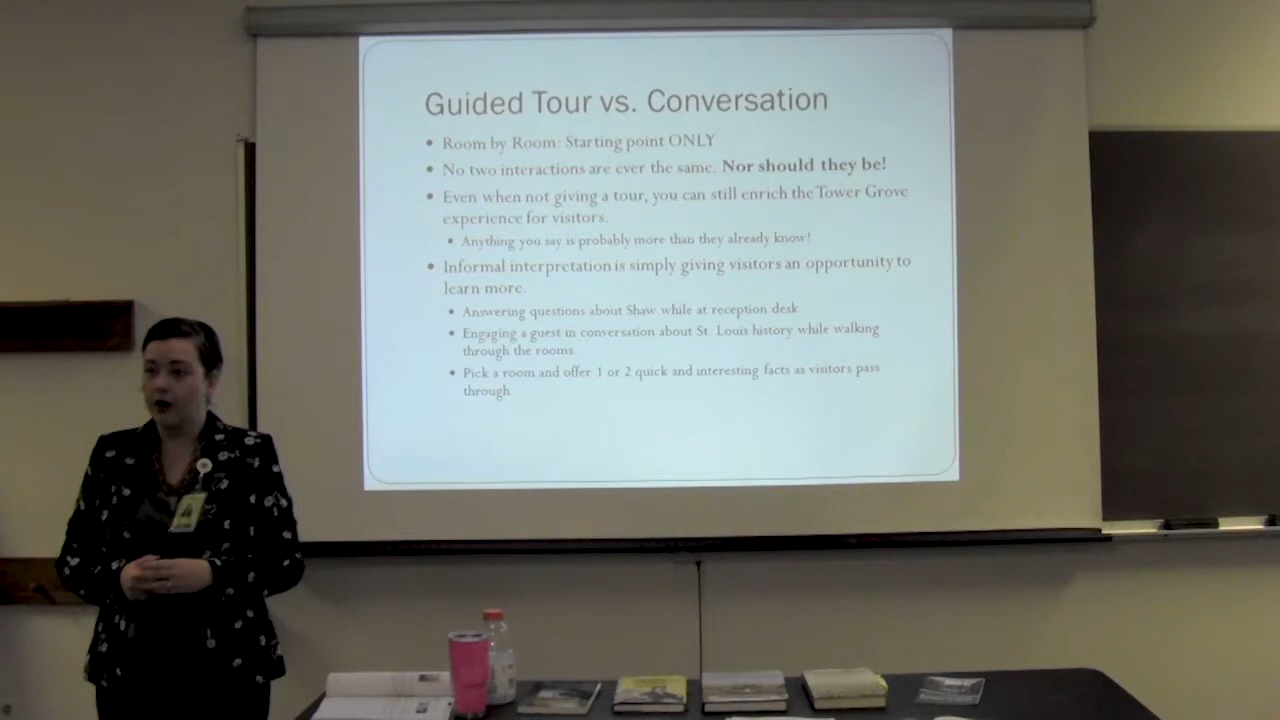 Guided Tour vs. Conversation
• Room by Room: Starting point ONLY
• No two interactions are ever the same. Nor should they be!
• Even when not giving a tour, you can still enrich the Tower Grove
experience for visitors.
• Anything you say is probably more than they already know!
• Informal interpretation is simply giving visitors an opportunity to
learn more.
• Answering questions about Shaw while at reception desk
• Engaging a guest in conversation about St. Louis history while walking
through the rooms.
• Pick a room and offer 1 or 2 quick and interesting facts as visitors pass
through